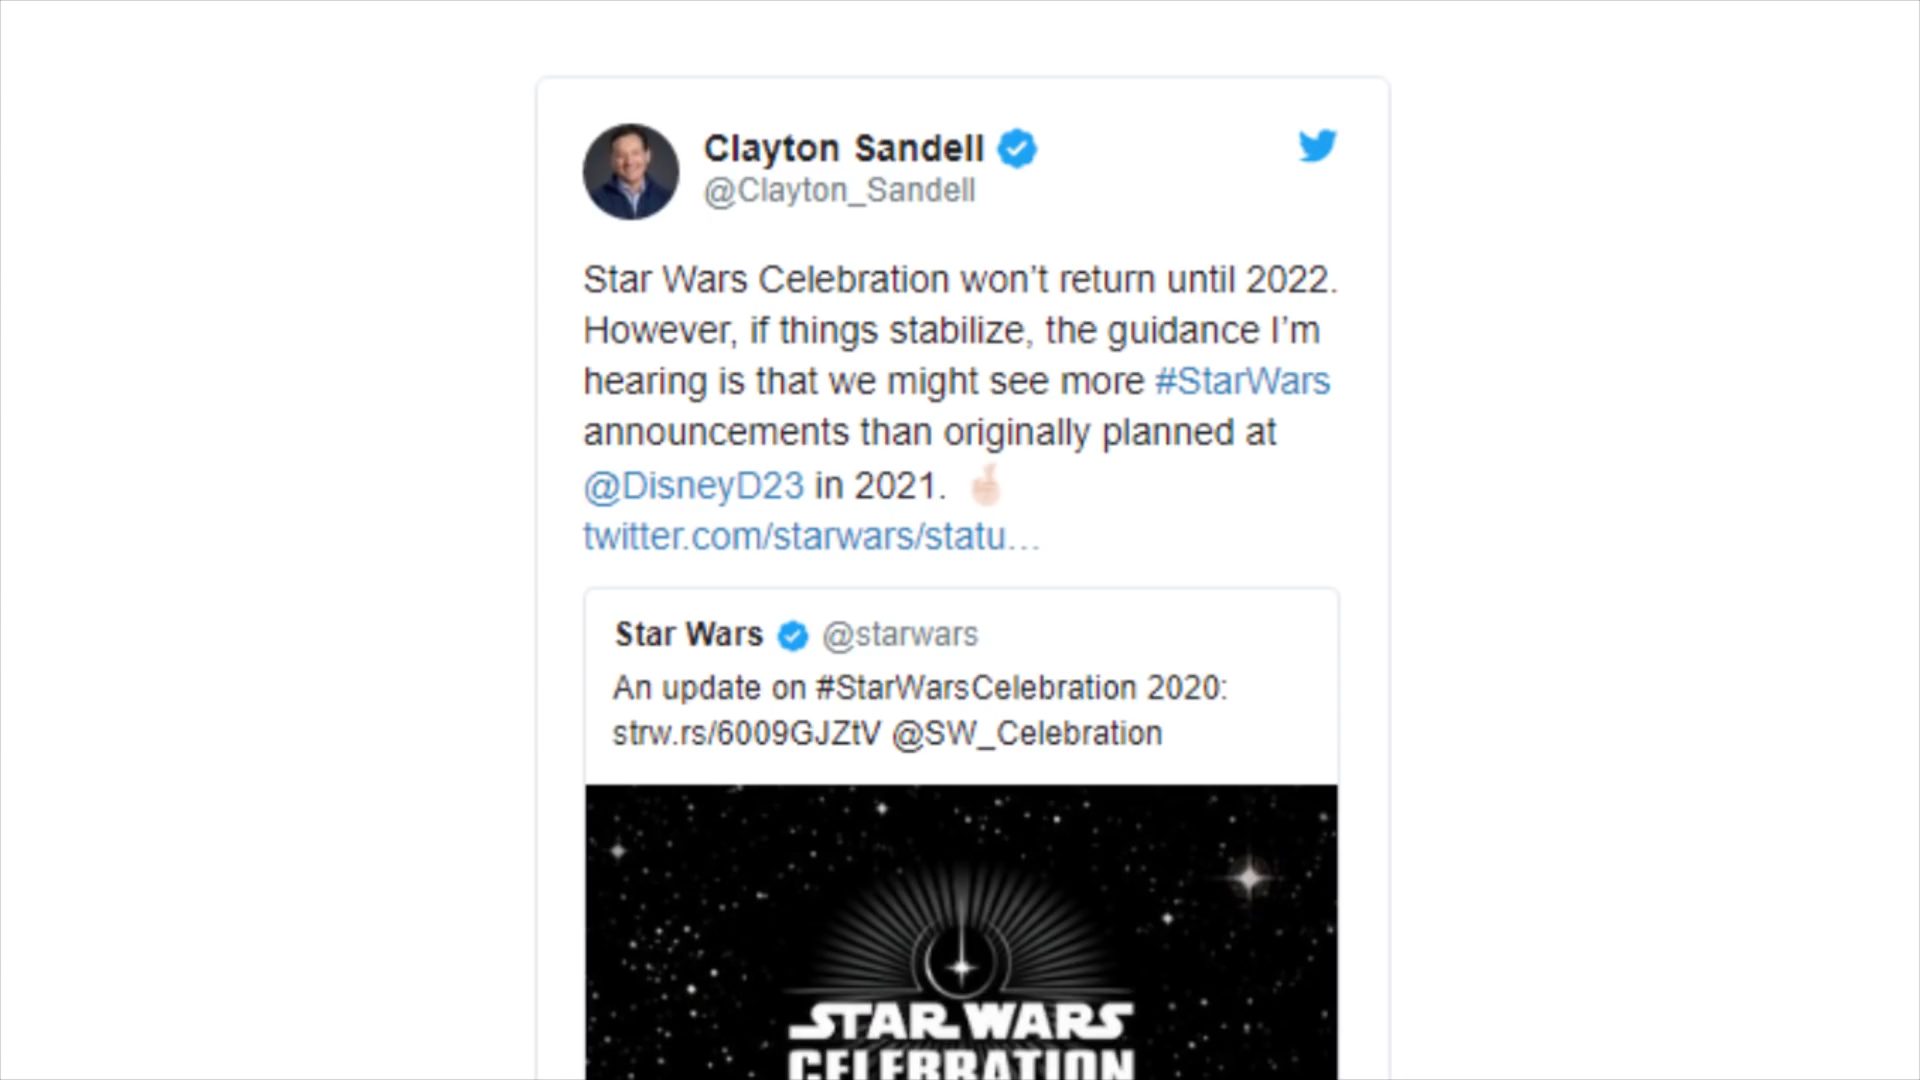 Clayton Sandell
@Clayton_Sandell
Star Wars Celebration won’t return until 2022.
However, if things stabilize, the guidance I’m
hearing is that we might see more #StarWars
announcements than originally planned at
@DisneyD23 in 2021. 🤞🏻
twitter.com/starwars/statu…
Star Wars @starwars
An update on #StarWarsCelebration 2020:
strw.rs/6009GJZtV @SW_Celebration
STAR WARS
CELEBRATION